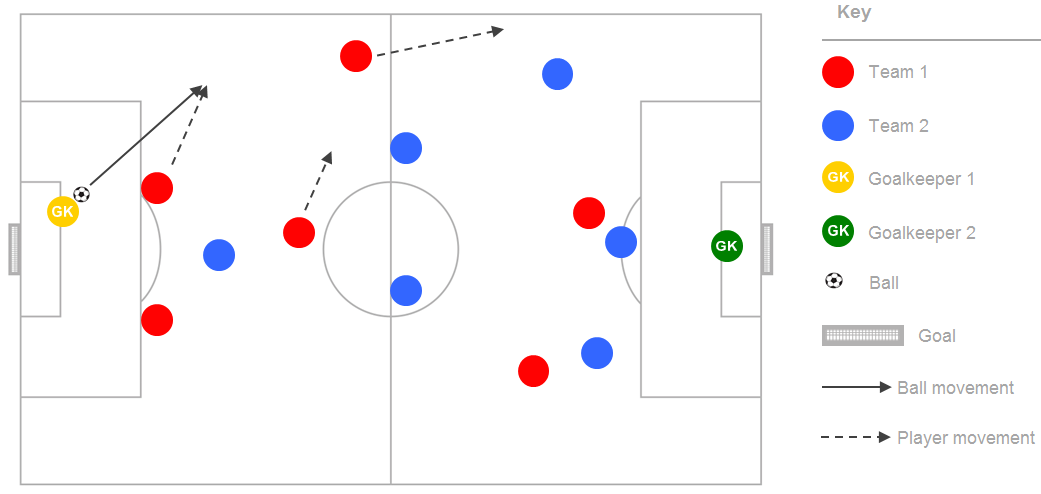 Key
Team 1
Team 2
GK
GK Goalkeeper 1
GK
GK Goalkeeper 2
Ball
Goal
Ball movement
Player movement